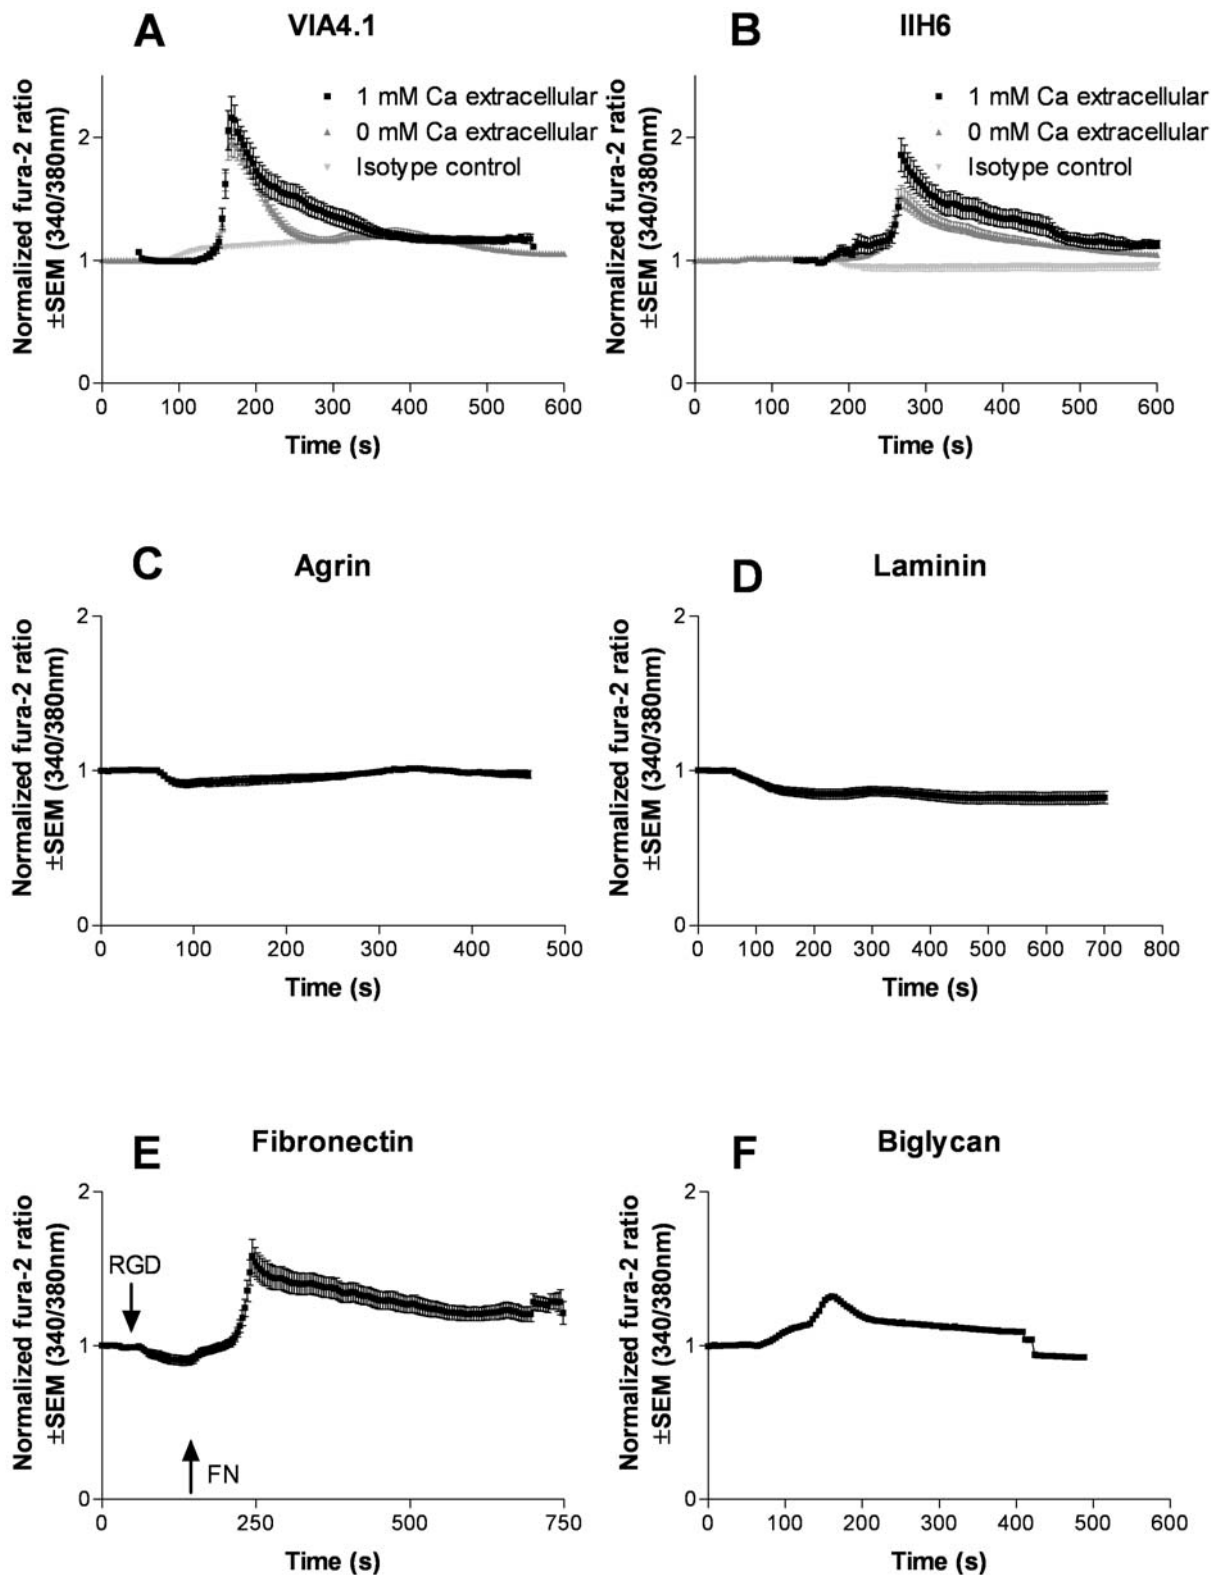 A VIA4.1
Normalized fura-2 ratio
±SEM (340/380nm)
2
1
0
1 mM Ca extracellular
0 mM Ca extracellular
Isotype control
0 100 200 300 400 500 600
Time (s)
B IIH6
Normalized fura-2 ratio
±SEM (340/380nm)
2
1
0
1 mM Ca extracellular
0 mM Ca extracellular
Isotype control
0 100 200 300 400 500 600
Time (s)
C Agrin
Normalized fura-2 ratio
±SEM (340/380nm)
2
1
0
0 100 200 300 400 500
Time (s)
D Laminin
Normalized fura-2 ratio
±SEM (340/380nm)
2
1
0
0 100 200 300 400 500 600 700 800
Time (s)
E Fibronectin
Normalized fura-2 ratio
±SEM (340/380nm)
2
1
0
RGD
FN
0 250 500 750
Time (s)
F Biglycan
Normalized fura-2 ratio
±SEM (340/380nm)
2
1
0
0 100 200 300 400 500 600
Time (s)